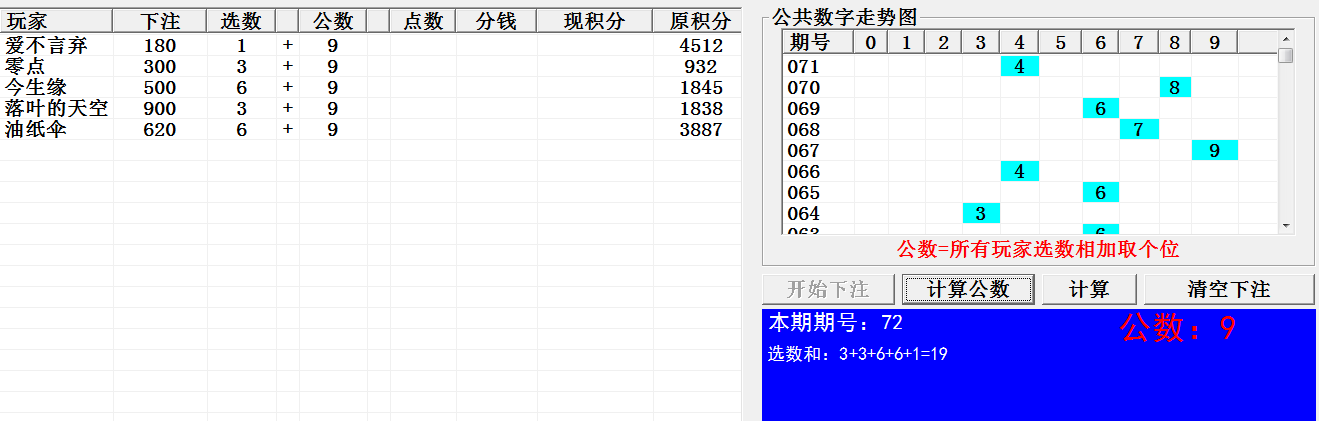 玩家 下注 选数 公数 点数 分钱 现积分 原积分
爱不言弃 180 1 + 9 4512
零点 300 3 + 9 932
今生缘 500 6 + 9 1845
落叶的天空 900 3 + 9 1838
油纸伞 620 6 + 9 3887
公共数字走势图
期号 0 1 2 3 4 5 6 7 8 9
071 4
070 8
069 6
068 7
067 9
066 4
065 6
064 3
063 6
公数=所有玩家选数相加取个位
开始下注 计算公数 计算 清空下注
本期期号：72 公数：9
选数和：3+3+6+6+1=19